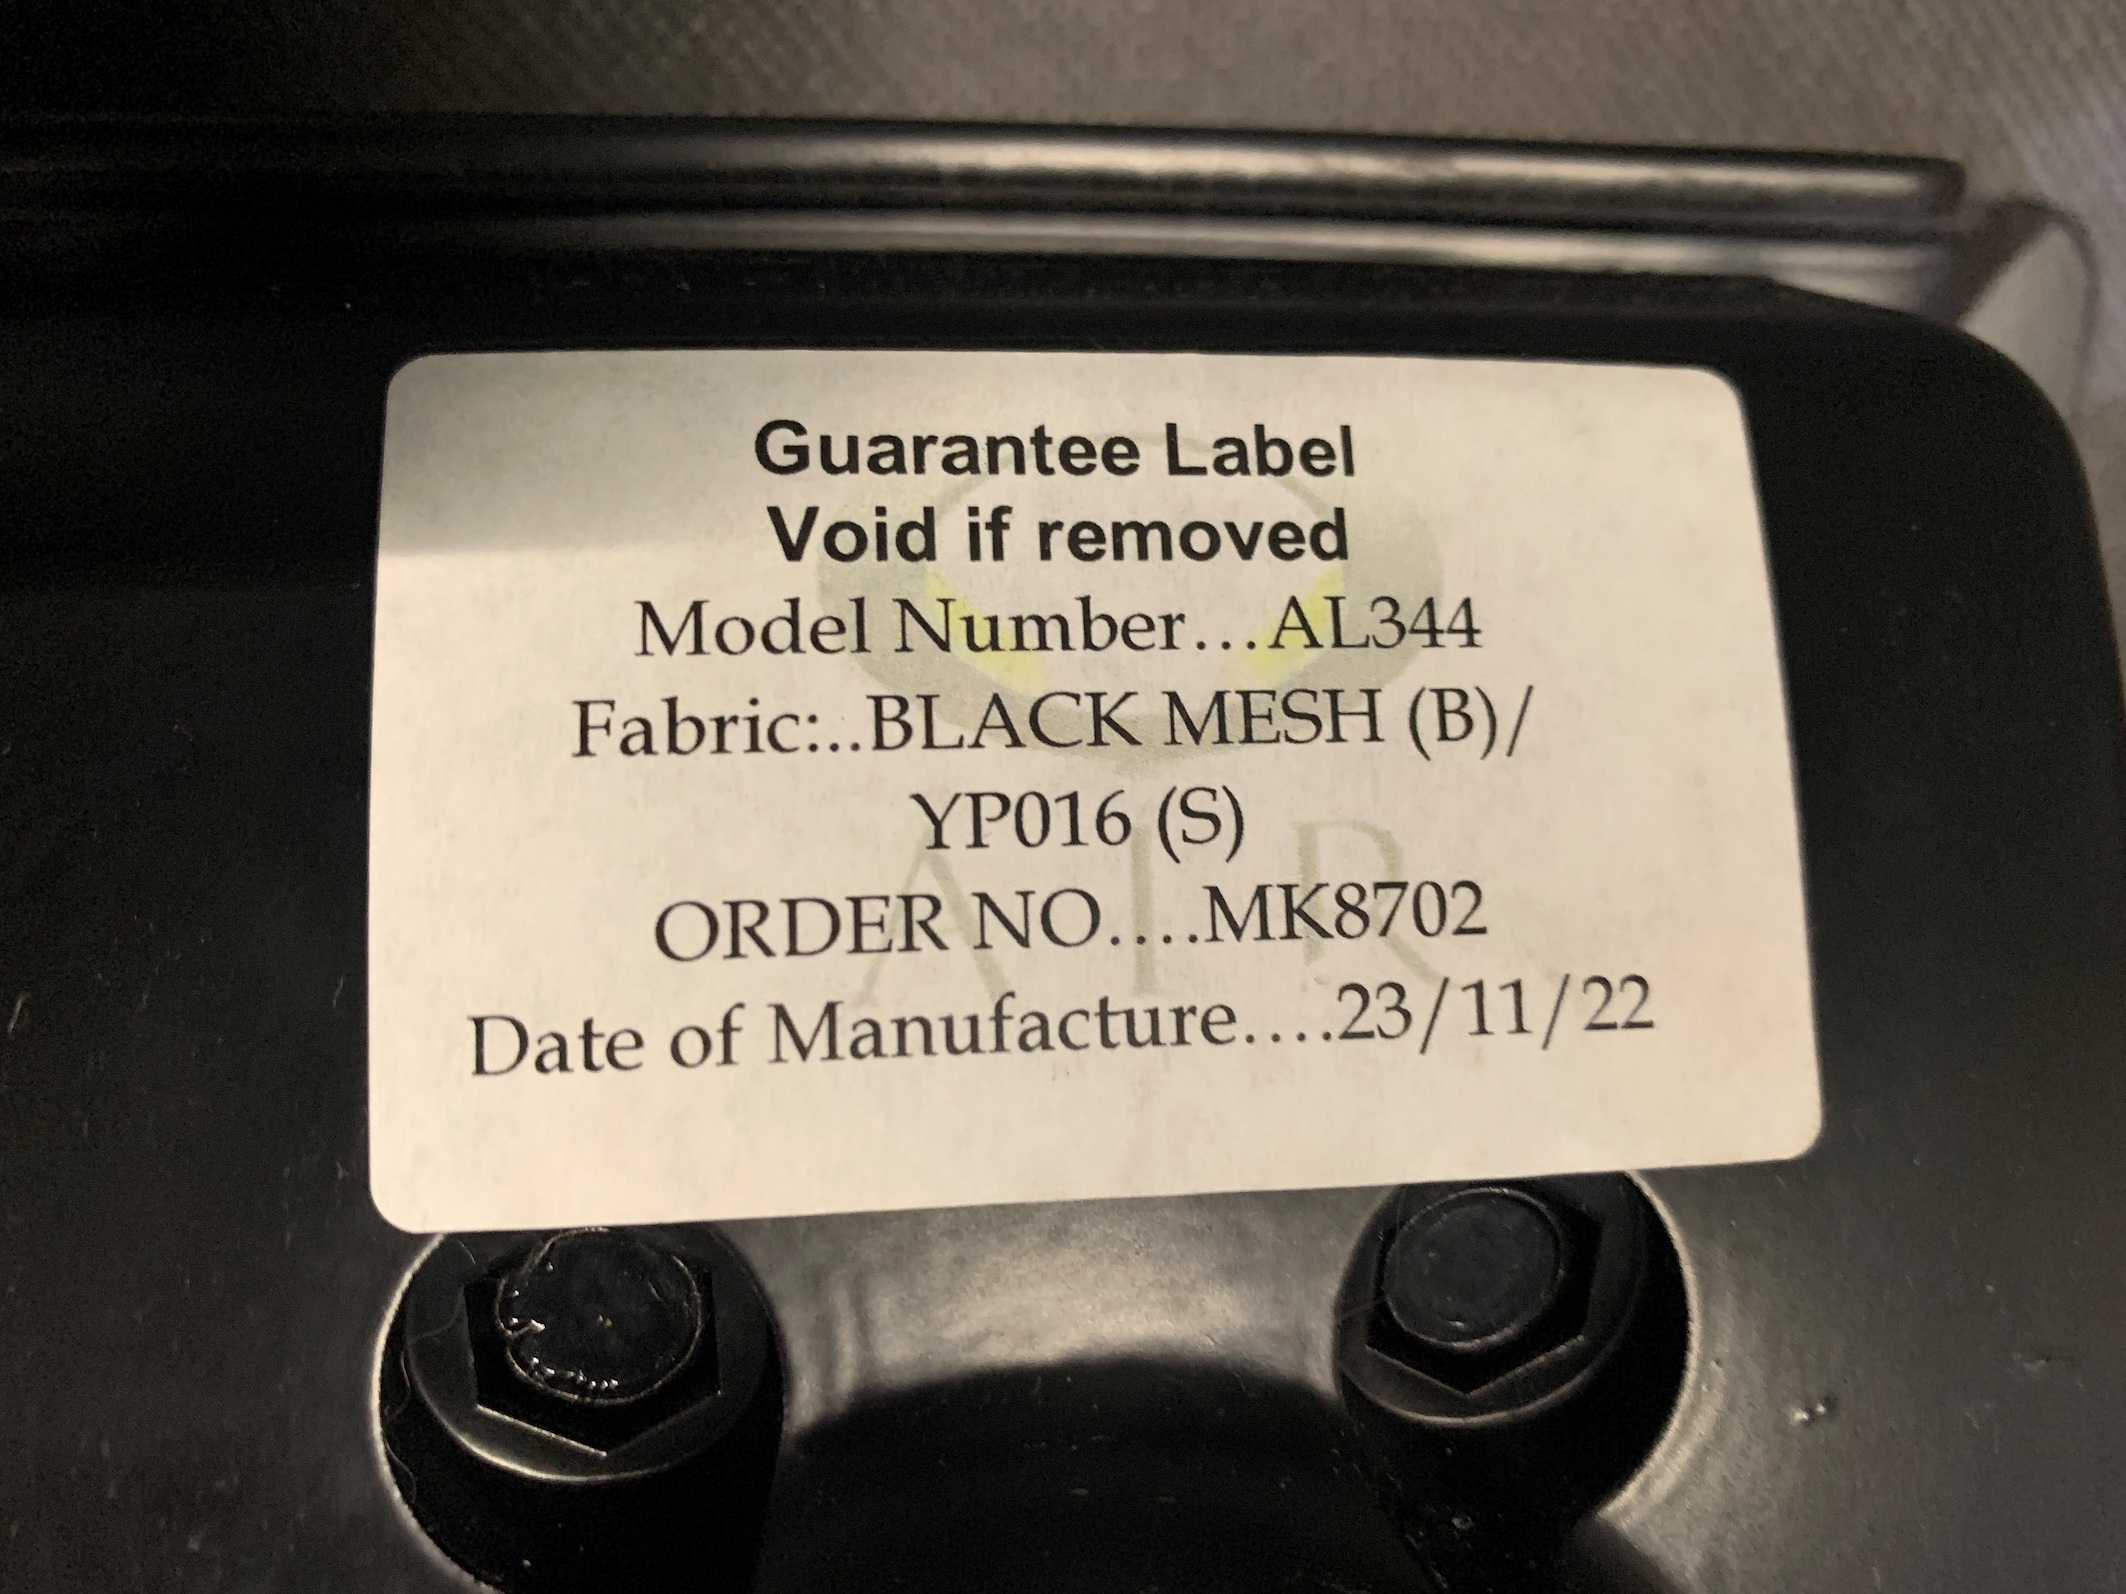 Guarantee Label
Void if removed
Model Number...AL344
Fabric:..BLACK MESH (B)/
YP016 (S)
ORDER NO....MK8702
Date of Manufacture....23/11/22
AIR